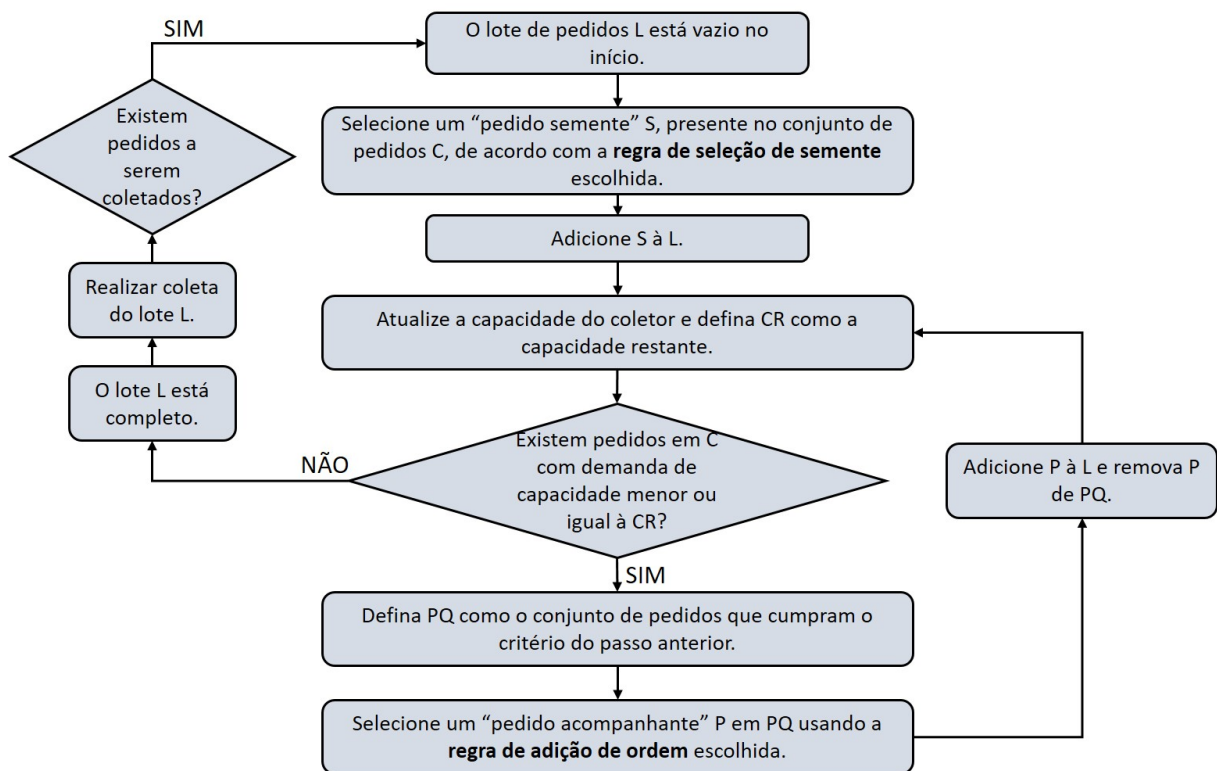 SIM
O lote de pedidos L está vazio no
início.
Existem
pedidos a
serem
coletados?
Selecione um “pedido semente” S, presente no conjunto de
pedidos C, de acordo com a regra de seleção de semente
escolhida.
Adicione S à L.
Realizar coleta
do lote L.
Atualize a capacidade do coletor e defina CR como a
capacidade restante.
O lote L está
completo.
NÃO
Existem pedidos em C
com demanda de
capacidade menor ou
igual à CR?
Adicione P à L e remova P
de PQ.
SIM
Defina PQ como o conjunto de pedidos que cumpram o
critério do passo anterior.
Selecione um “pedido acompanhante” P em PQ usando a
regra de adição de ordem escolhida.